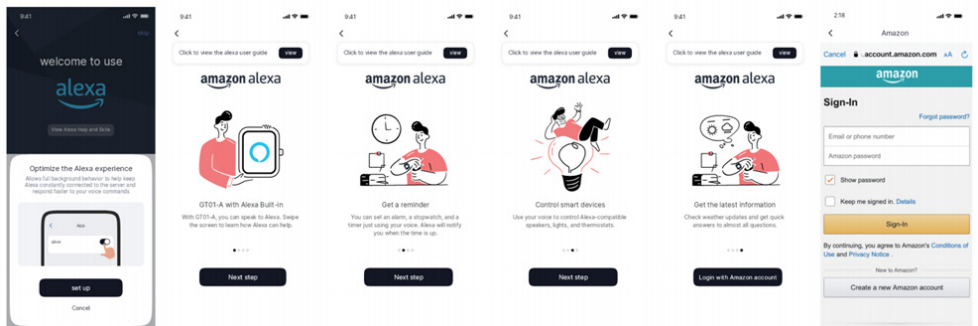 9:41
skip
welcome to use
alexa
View Alexa Help and Skills
Optimize the Alexa experience
Allows full background behavior to help keep
Alexa constantly connected to the server and
respond faster to your voice commands
App
alexa
set up
Cancel
9:41
Click to view the alexa user guide
view
amazon alexa
GT01-A with Alexa Built-in
With GT01-A, you can speak to Alexa. Swipe
the screen to learn how Alexa can help.
Next step
9:41
Click to view the alexa user guide
view
amazon alexa
Get a reminder
You can set an alarm, a stopwatch, and a
timer just using your voice. Alexa will notify
you when the time is up.
Next step
9:41
Click to view the alexa user guide
view
amazon alexa
Control smart devices
Use your voice to control Alexa-compatible
speakers, lights, and thermostats.
Next step
9:41
Click to view the alexa user guide
view
amazon alexa
Get the latest information
Check weather updates and get quick
answers to almost all questions.
Login with Amazon account
2:18
Amazon
Cancel
.account.amazon.com
AA
amazon
Sign-In
Forgot password?
Email or phone number
Amazon password
Show password
Keep me signed in. Details
Sign-In
By continuing, you agree to Amazon's Conditions of
Use and Privacy Notice .
New to Amazon?
Create a new Amazon account